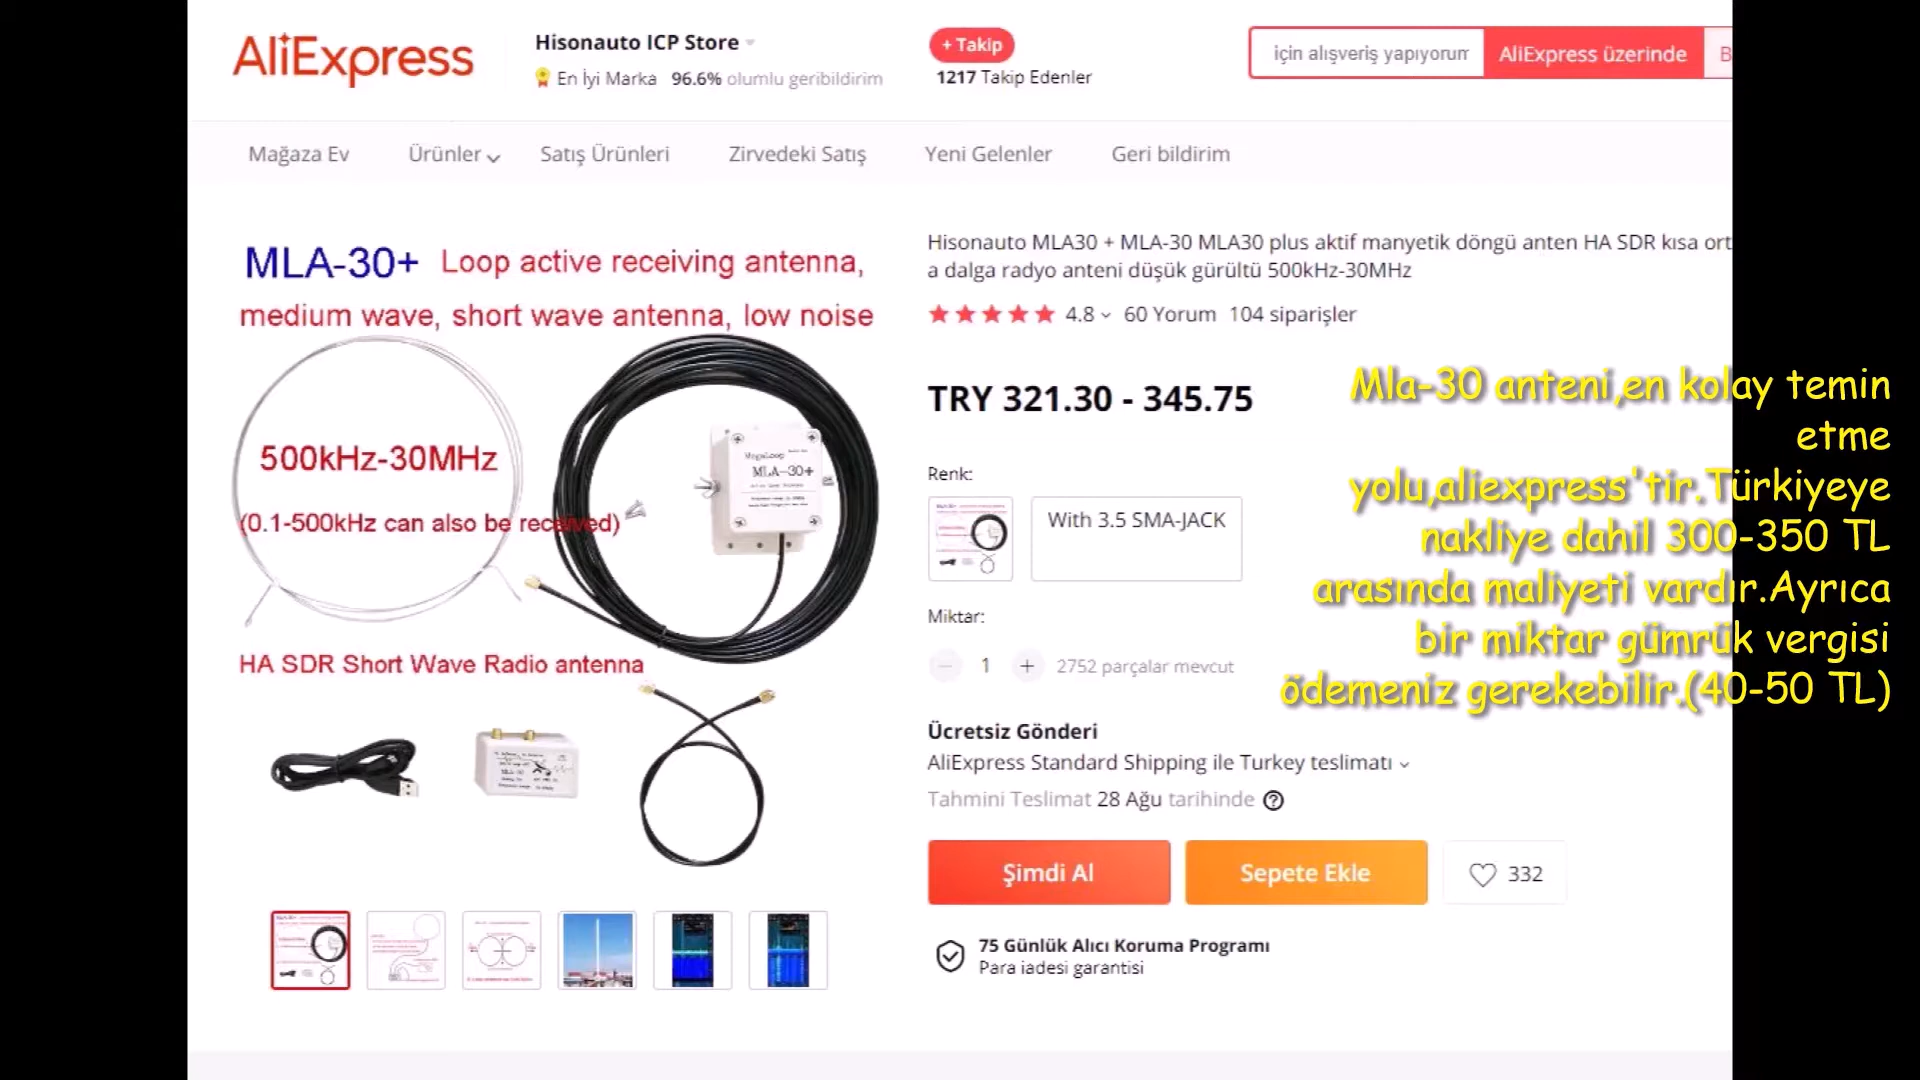 AliExpress
Hisonauto ICP Store
En İyi Marka 96.6% olumlu geribildirim
+ Takip
1217 Takip Edenler
için alışveriş yapıyorum
AliExpress üzerinde
B
Mağaza Ev Ürünler Satış Ürünleri Zirvedeki Satış Yeni Gelenler Geri bildirim
MLA-30+ Loop active receiving antenna,
medium wave, short wave antenna, low noise
500kHz-30MHz
(0.1-500kHz can also be received)
MegaLoop
MLA-30+
HA SDR Short Wave Radio antenna
Hisonauto MLA30 + MLA-30 MLA30 plus aktif manyetik döngü anten HA SDR kısa ort
a dalga radyo anteni düşük gürültü 500kHz-30MHz
4.8 60 Yorum 104 siparişler
TRY 321.30 - 345.75
Renk:
With 3.5 SMA-JACK
Miktar:
− 1 + 2752 parçalar mevcut
Ücretsiz Gönderi
AliExpress Standard Shipping ile Turkey teslimatı
Tahmini Teslimat 28 Ağu tarihinde ?
Şimdi Al
Sepete Ekle
332
75 Günlük Alıcı Koruma Programı
Para iadesi garantisi
Mla-30 anteni,en kolay temin
etme
yolu,aliexpress'tir.Türkiyeye
nakliye dahil 300-350 TL
arasında maliyeti vardır.Ayrıca
bir miktar gümrük vergisi
ödemeniz gerekebilir.(40-50 TL)